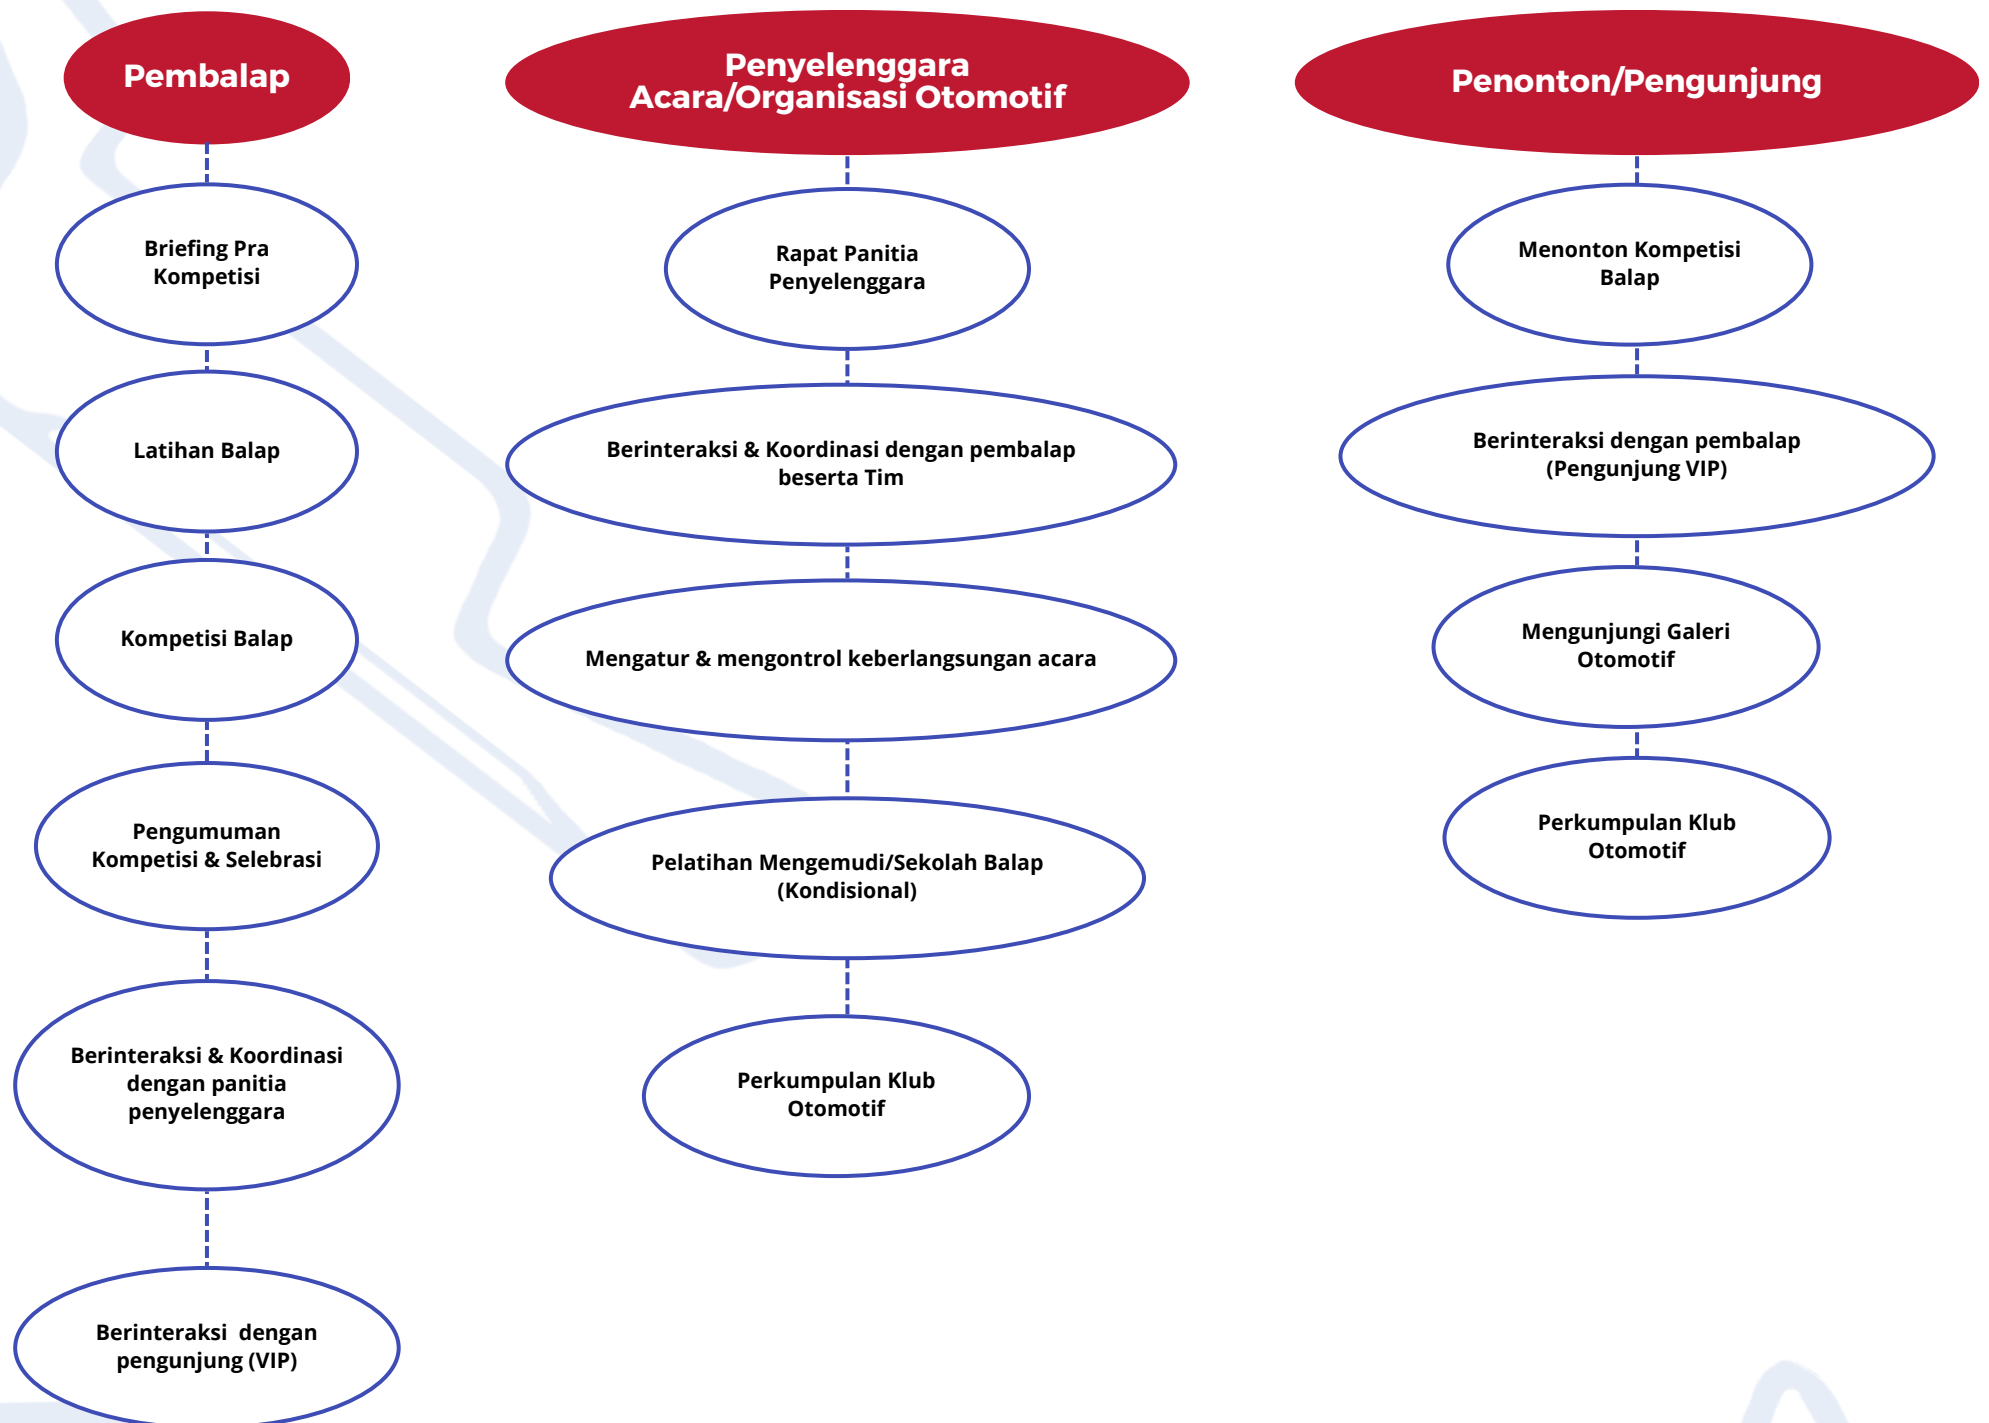 Pembalap
Briefing Pra
Kompetisi
Latihan Balap
Kompetisi Balap
Pengumuman
Kompetisi & Selebrasi
Berinteraksi & Koordinasi
dengan panitia
penyelenggara
Berinteraksi  dengan
pengunjung (VIP)
Penyelenggara
Acara/Organisasi Otomotif
Rapat Panitia
Penyelenggara
Berinteraksi & Koordinasi dengan pembalap
beserta Tim
Mengatur & mengontrol keberlangsungan acara
Pelatihan Mengemudi/Sekolah Balap
(Kondisional)
Perkumpulan Klub
Otomotif
Penonton/Pengunjung
Menonton Kompetisi
Balap
Berinteraksi dengan pembalap
(Pengunjung VIP)
Mengunjungi Galeri
Otomotif
Perkumpulan Klub
Otomotif